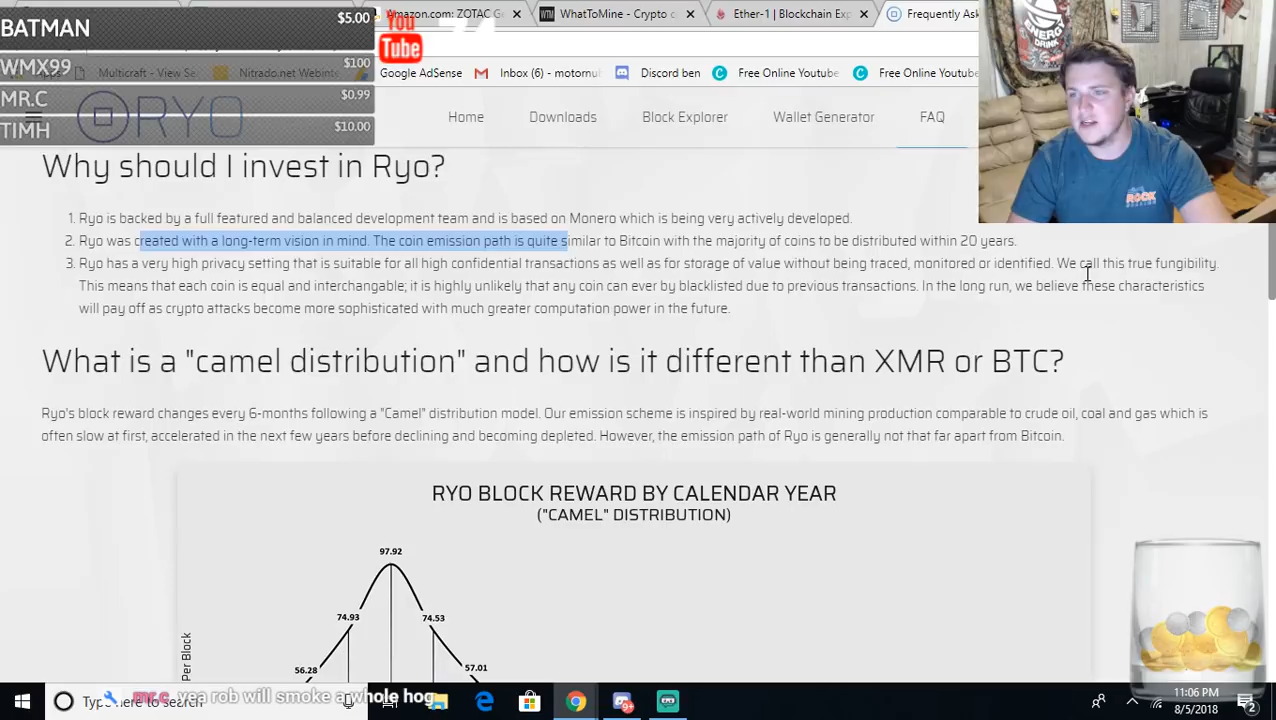 BATMAN $5.00
WMX99 $100
MR.C $0.99
TIMH $10.00
You
Tube
Amazon.com: ZOTAC G
WhatToMine - Crypto c
Ether-1 | Blockchain Exp
Frequently Ask
Multicraft - View Se
Nitrado.net Webinte
Google AdSense
Inbox (6) - motornub
Discord ben
Free Online Youtube
Free Online Youtube
RYO
Home
Downloads
Block Explorer
Wallet Generator
FAQ
ENERGY
DRINK
ROCK
Why should I invest in Ryo?
1. Ryo is backed by a full featured and balanced development team and is based on Monero which is being very actively developed.
2. Ryo was created with a long-term vision in mind. The coin emission path is quite similar to Bitcoin with the majority of coins to be distributed within 20 years.
3. Ryo has a very high privacy setting that is suitable for all high confidential transactions as well as for storage of value without being traced, monitored or identified. We call this true fungibility.
This means that each coin is equal and interchangable; it is highly unlikely that any coin can ever by blacklisted due to previous transactions. In the long run, we believe these characteristics
will pay off as crypto attacks become more sophisticated with much greater computation power in the future.
What is a "camel distribution" and how is it different than XMR or BTC?
Ryo's block reward changes every 6-months following a "Camel" distribution model. Our emission scheme is inspired by real-world mining production comparable to crude oil, coal and gas which is
often slow at first, accelerated in the next few years before declining and becoming depleted. However, the emission path of Ryo is generally not that far apart from Bitcoin.
RYO BLOCK REWARD BY CALENDAR YEAR
("CAMEL" DISTRIBUTION)
97.92
74.93
74.53
56.28
57.01
Per Block
mr.c: yea rob will smoke a whole hog
Type here to search
11:06 PM
8/5/2018
2